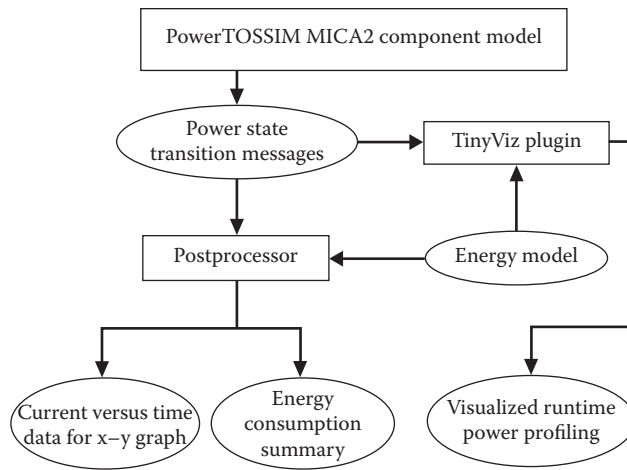 PowerTOSSIM MICA2 component model
Power state
transition messages
TinyViz plugin
Postprocessor
Energy model
Current versus time
data for x–y graph
Energy
consumption
summary
Visualized runtime
power profiling